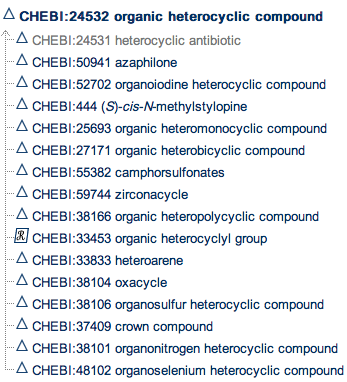 CHEBI:24532 organic heterocyclic compound
CHEBI:24531 heterocyclic antibiotic
CHEBI:50941 azaphilone
CHEBI:52702 organoiodine heterocyclic compound
CHEBI:444 (S)-cis-N-methylstylopine
CHEBI:25693 organic heteromonocyclic compound
CHEBI:27171 organic heterobicyclic compound
CHEBI:55382 camphorsulfonates
CHEBI:59744 zirconacycle
CHEBI:38166 organic heteropolycyclic compound
R CHEBI:33453 organic heterocyclyl group
CHEBI:33833 heteroarene
CHEBI:38104 oxacycle
CHEBI:38106 organosulfur heterocyclic compound
CHEBI:37409 crown compound
CHEBI:38101 organonitrogen heterocyclic compound
CHEBI:48102 organoselenium heterocyclic compound